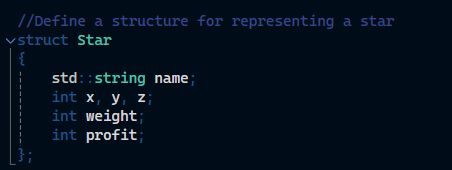 //Define a structure for representing a star
struct Star
{
    std::string name;
    int x, y, z;
    int weight;
    int profit;
};